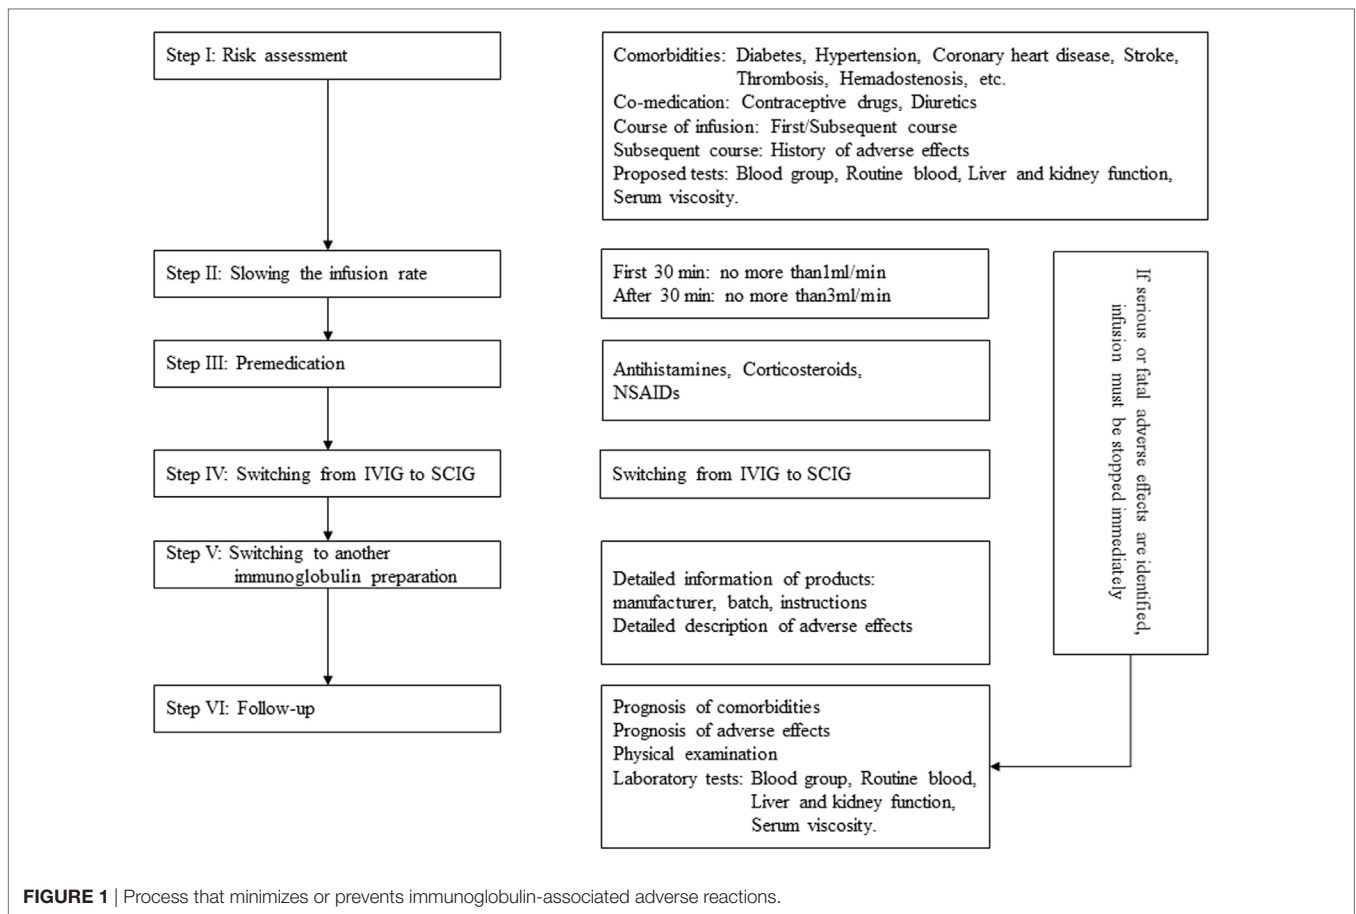 Step I: Risk assessment
Comorbidities: Diabetes, Hypertension, Coronary heart disease, Stroke,
Thrombosis, Hemadostenosis, etc.
Co-medication: Contraceptive drugs, Diuretics
Course of infusion: First/Subsequent course
Subsequent course: History of adverse effects
Proposed tests: Blood group, Routine blood, Liver and kidney function,
Serum viscosity.
Step II: Slowing the infusion rate
First 30 min: no more than1ml/min
After 30 min: no more than3ml/min
If serious or fatal adverse effects are identified,
infusion must be stopped immediately
Step III: Premedication
Antihistamines, Corticosteroids,
NSAIDs
Step IV: Switching from IVIG to SCIG
Switching from IVIG to SCIG
Step V: Switching to another
immunoglobulin preparation
Detailed information of products:
manufacturer, batch, instructions
Detailed description of adverse effects
Step VI: Follow-up
Prognosis of comorbidities
Prognosis of adverse effects
Physical examination
Laboratory tests: Blood group, Routine blood,
Liver and kidney function,
Serum viscosity.
FIGURE 1 | Process that minimizes or prevents immunoglobulin-associated adverse reactions.